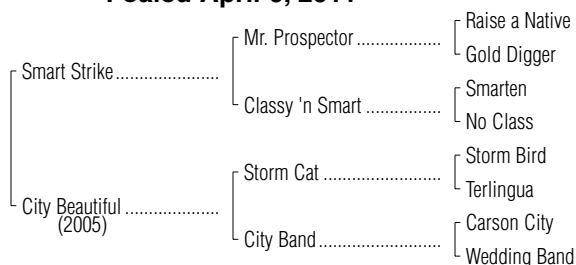 Foaled April
Raise a Native
Mr. Prospector
Gold Digger
Smart Strike
Smarten
Classy 'n Smart
No Class
Storm Bird
Storm Cat
Terlingua
City Beautiful
(2005)
Carson City
City Band
Wedding Band